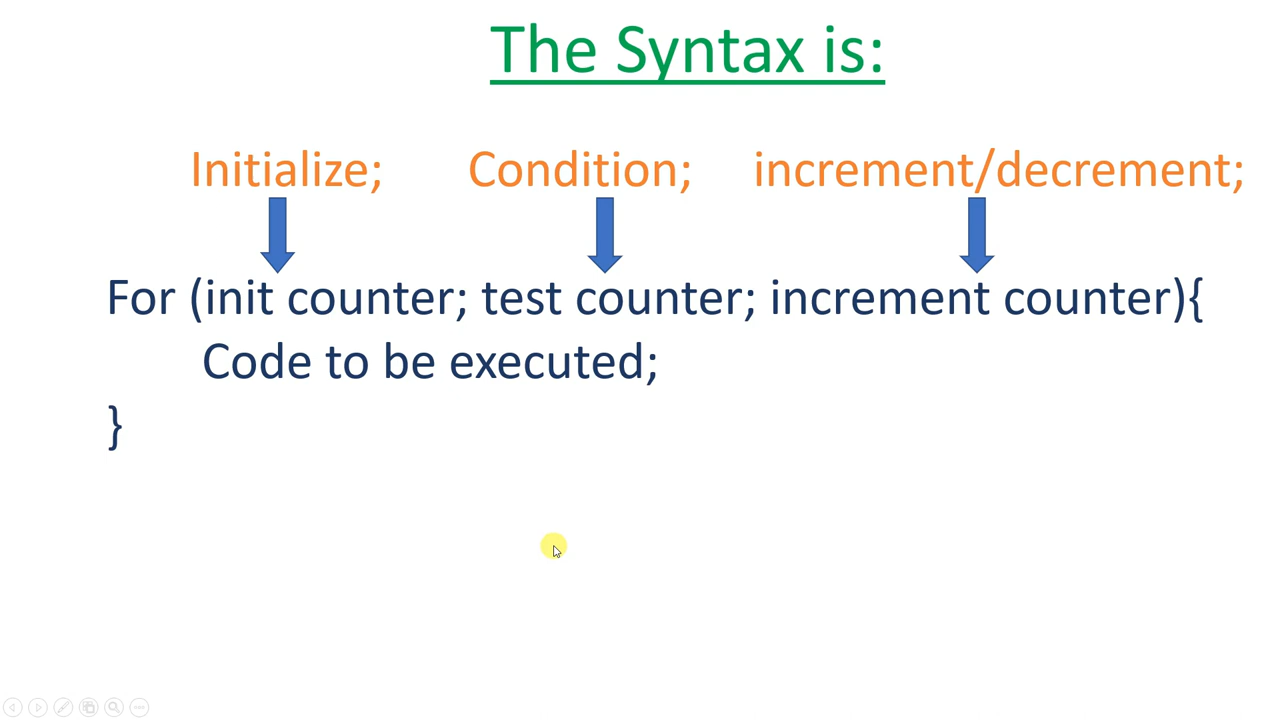 The Syntax is:
Initialize; Condition; increment/decrement;
For (init counter; test counter; increment counter){
Code to be executed;
}